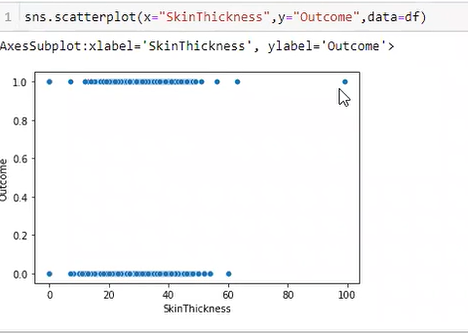 1 sns.scatterplot(x="SkinThickness",y="Outcome",data=df)
AxesSubplot:xlabel='SkinThickness', ylabel='Outcome'>
1.0
0.8
0.6
0.4
0.2
0.0
Outcome
0 20 40 60 80 100
SkinThickness